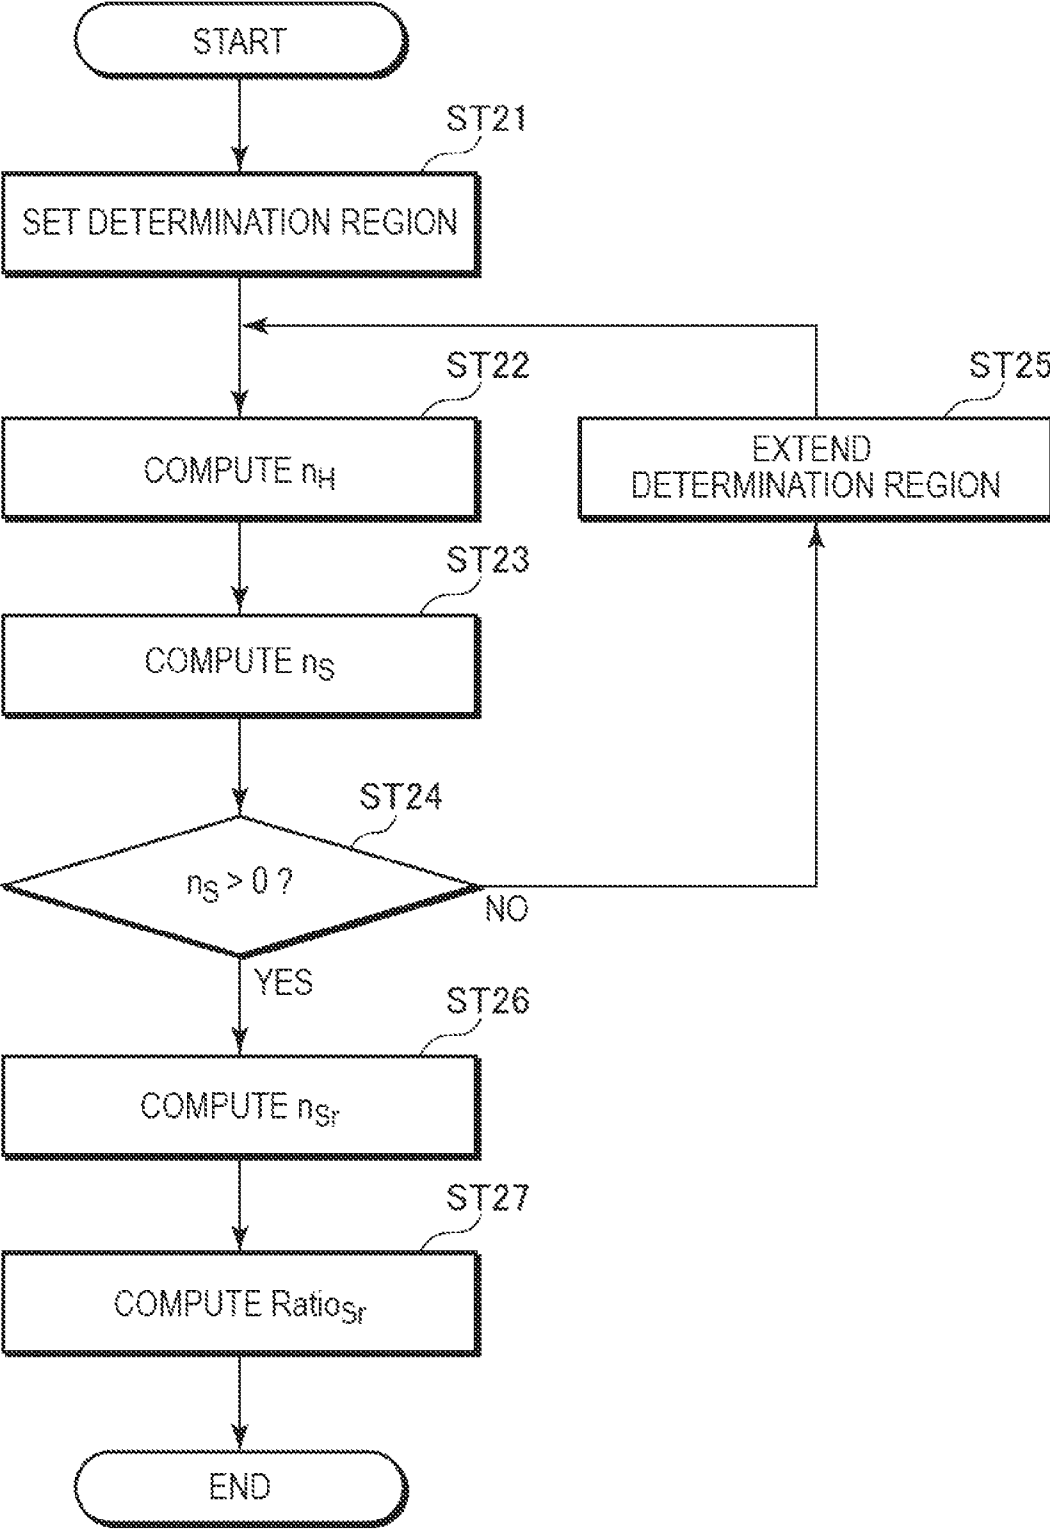 START
ST21
SET DETERMINATION REGION
ST22
COMPUTE nH
ST25
EXTEND
DETERMINATION REGION
ST23
COMPUTE nS
ST24
nS > 0 ?
NO
YES
ST26
COMPUTE nSr
ST27
COMPUTE RatioSr
END